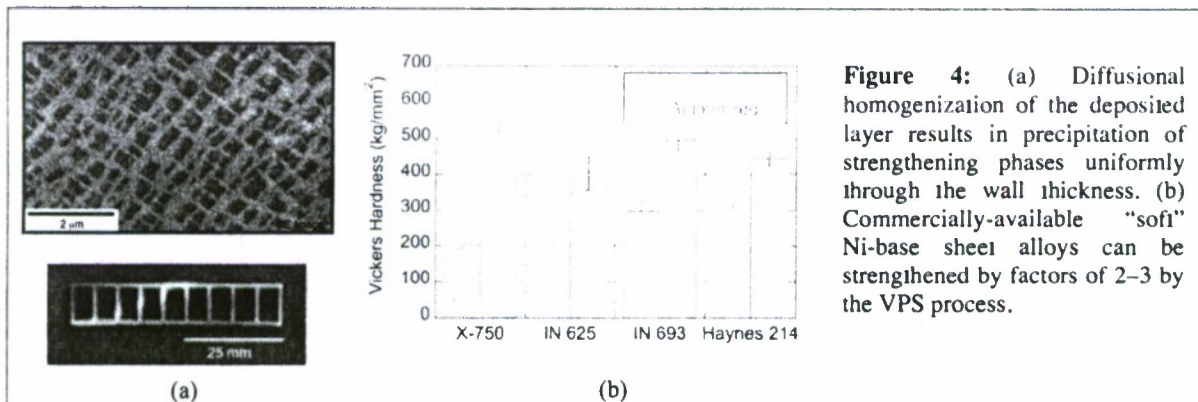 2 μm
25 mm
(a)
700
600
500
400
300
200
100
0
Vickers Hardness (kg/mm²)
X-750 IN 625 IN 693 Haynes 214
(b)
Figure 4: (a) Diffusional
homogenization of the deposited
layer results in precipitation of
strengthening phases uniformly
through the wall thickness. (b)
Commercially-available “soft”
Ni-base sheet alloys can be
strengthened by factors of 2–3 by
the VPS process.